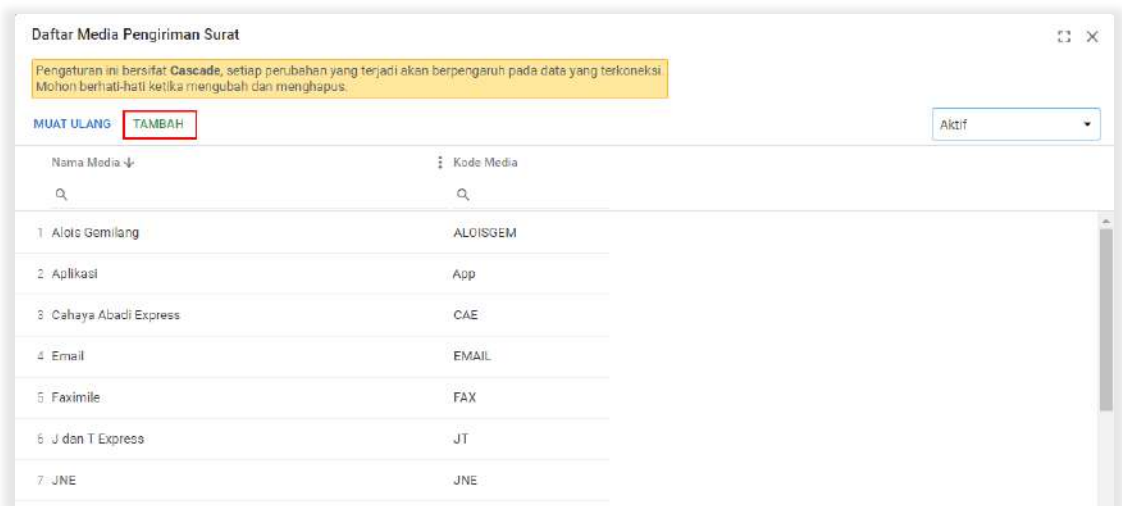 Daftar Media Pengiriman Surat
Pengaturan ini bersifat Cascade, setiap perubahan yang terjadi akan berpengaruh pada data yang terkoneksi.
Mohon berhati-hati ketika mengubah dan menghapus.
MUAT ULANG TAMBAH Aktif
Nama Media Kode Media
1 Alois Gemilang ALOISGEM
2 Aplikasi App
3 Cahaya Abadi Express CAE
4 Email EMAIL
5 Faximile FAX
6 J dan T Express JT
7 JNE JNE